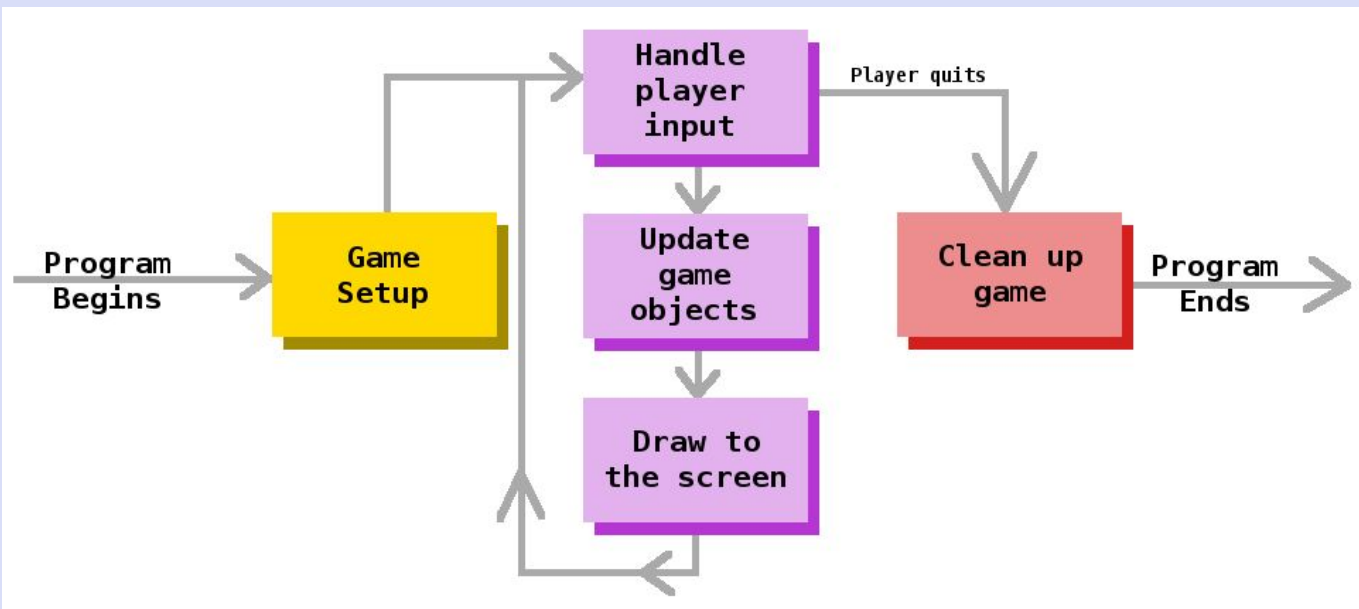 Program
Begins
Game
Setup
Handle
player
input
Player quits
Update
game
objects
Draw to
the screen
Clean up
game
Program
Ends